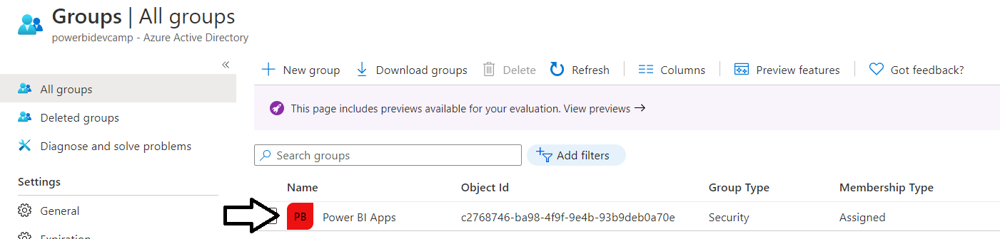 Groups | All groups
powerbidevcamp - Azure Active Directory
«
All groups
Deleted groups
Diagnose and solve problems
Settings
General
Expiration
New group Download groups Delete Refresh Columns Preview features Got feedback?
This page includes previews available for your evaluation. View previews →
Search groups Add filters
Name Object Id Group Type Membership Type
PB Power BI Apps c2768746-ba98-4f9f-9e4b-93b9deb0a70e Security Assigned